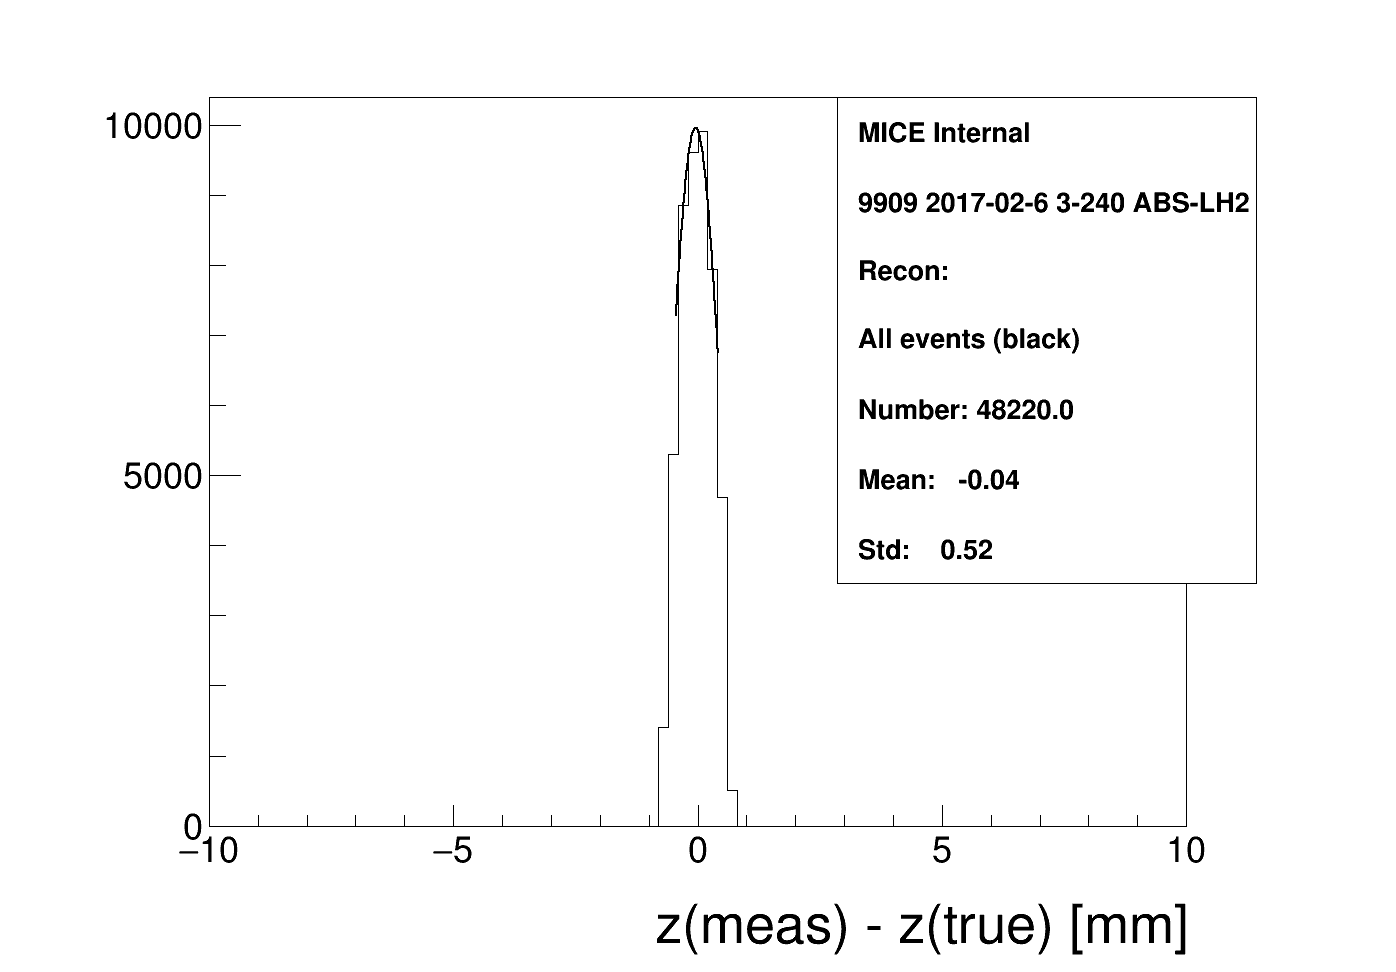 10000
5000
0
−10
−5
0
5
10
z(meas) - z(true) [mm]
MICE Internal
9909 2017-02-6 3-240 ABS-LH2
Recon:
All events (black)
Number: 48220.0
Mean: -0.04
Std: 0.52